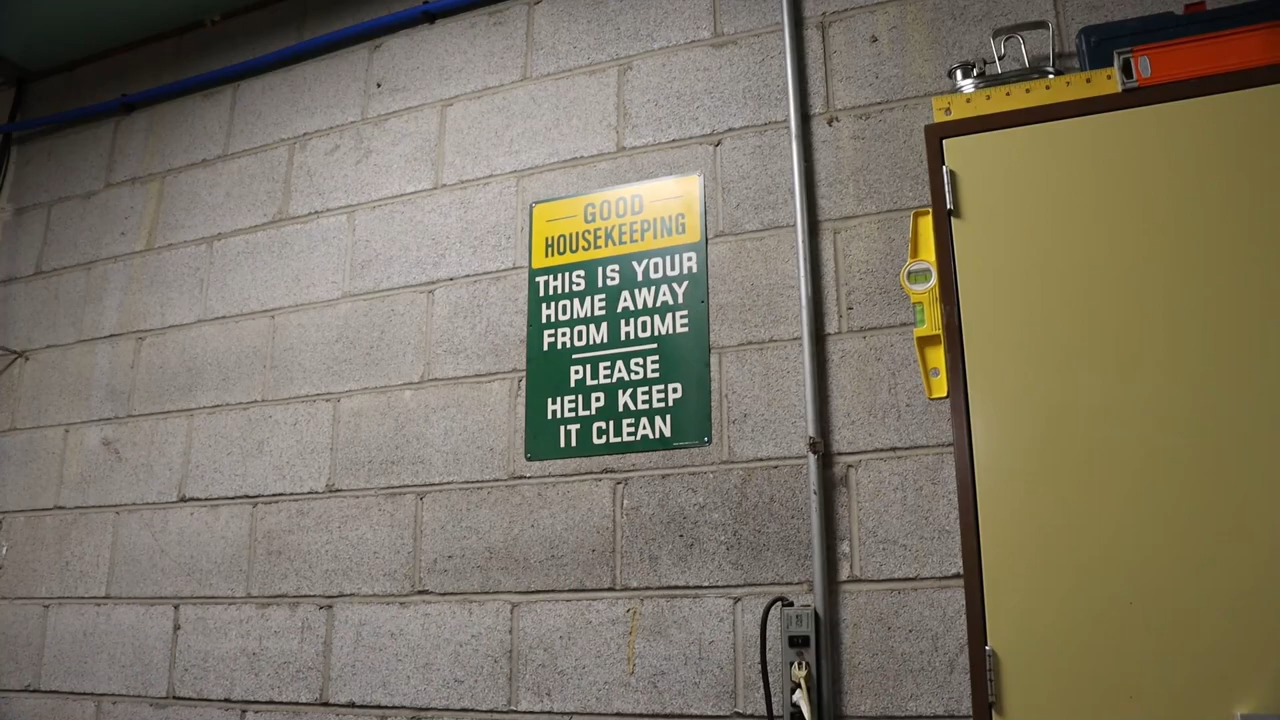 GOOD
HOUSEKEEPING
THIS IS YOUR
HOME AWAY
FROM HOME
PLEASE
HELP KEEP
IT CLEAN